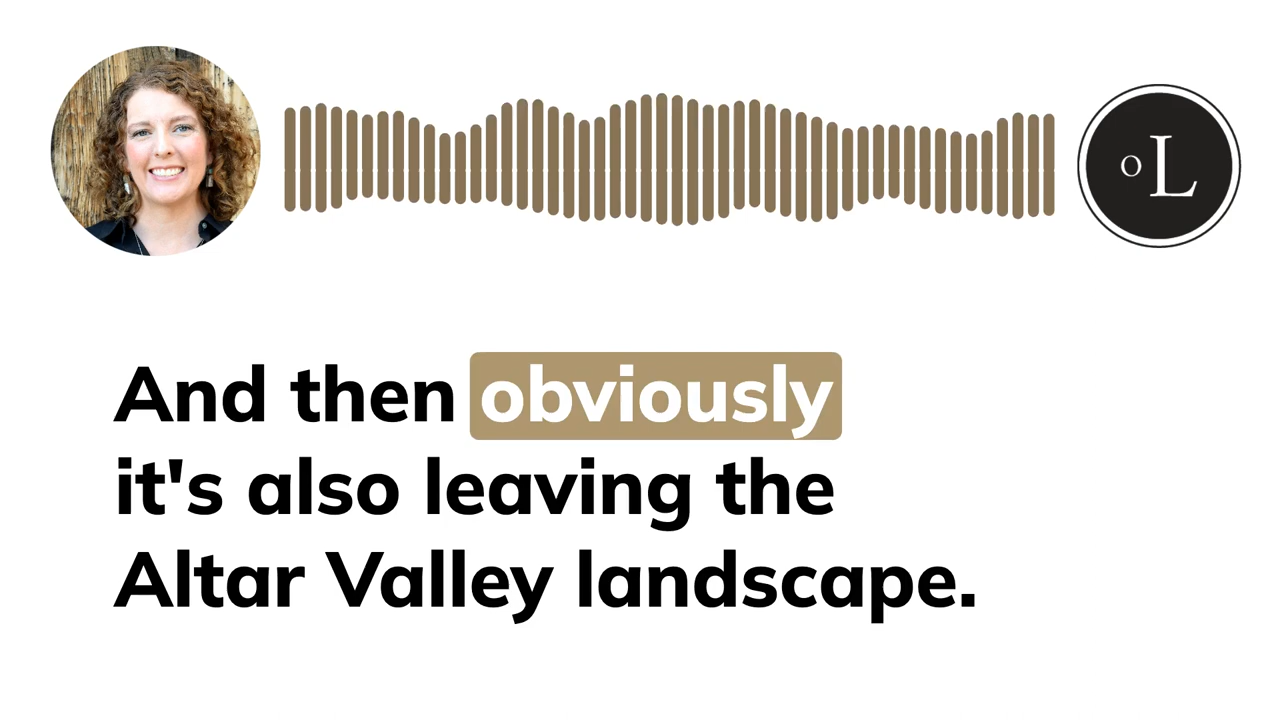 oL
And then obviously
it's also leaving the
Altar Valley landscape.